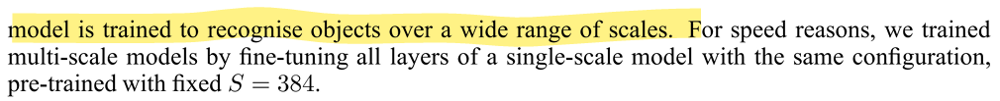 model is trained to recognise objects over a wide range of scales. For speed reasons, we trained
multi-scale models by fine-tuning all layers of a single-scale model with the same configuration,
pre-trained with fixed S = 384.